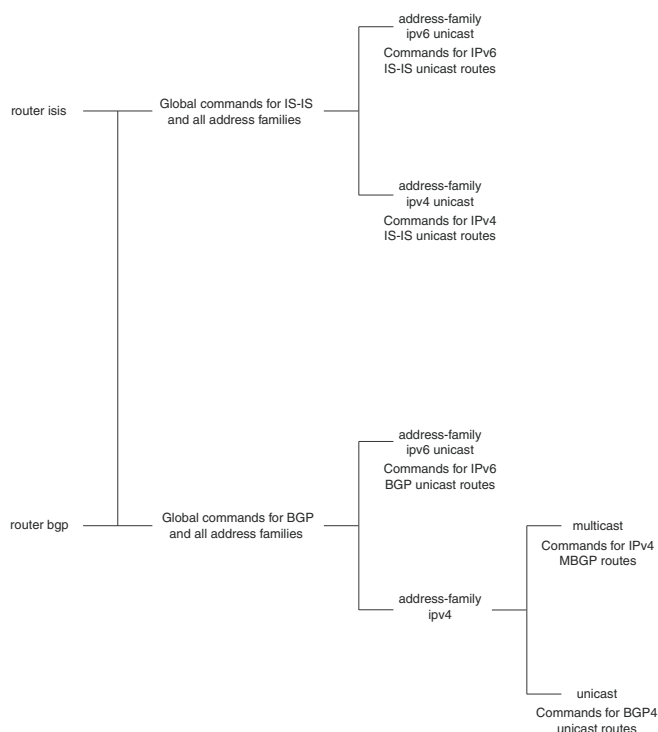 address-family
ipv6 unicast
Commands for IPv6
IS-IS unicast routes
router isis
Global commands for IS-IS
and all address families
address-family
ipv4 unicast
Commands for IPv4
IS-IS unicast routes
address-family
ipv6 unicast
Commands for IPv6
BGP unicast routes
router bgp
Global commands for BGP
and all address families
multicast
Commands for IPv4
MBGP routes
address-family
ipv4
unicast
Commands for BGP4
unicast routes